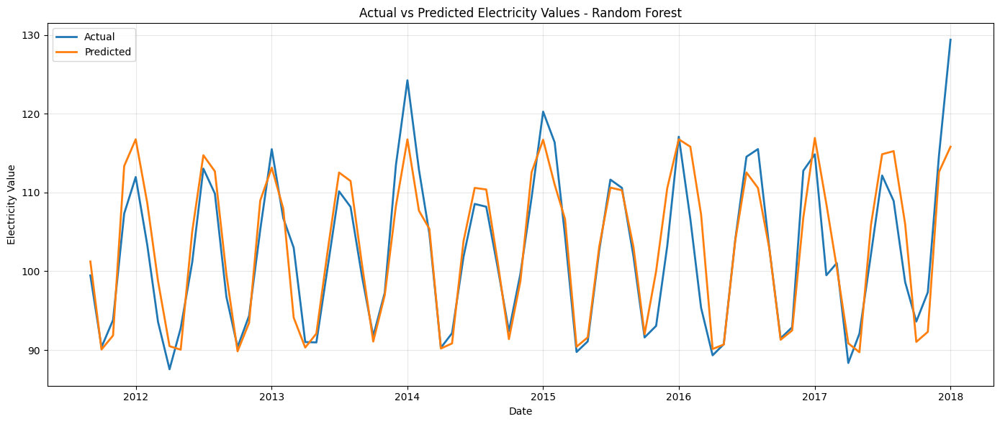 Actual vs Predicted Electricity Values - Random Forest
Actual
Predicted
130
120
110
100
90
Electricity Value
2012 2013 2014 2015 2016 2017 2018
Date